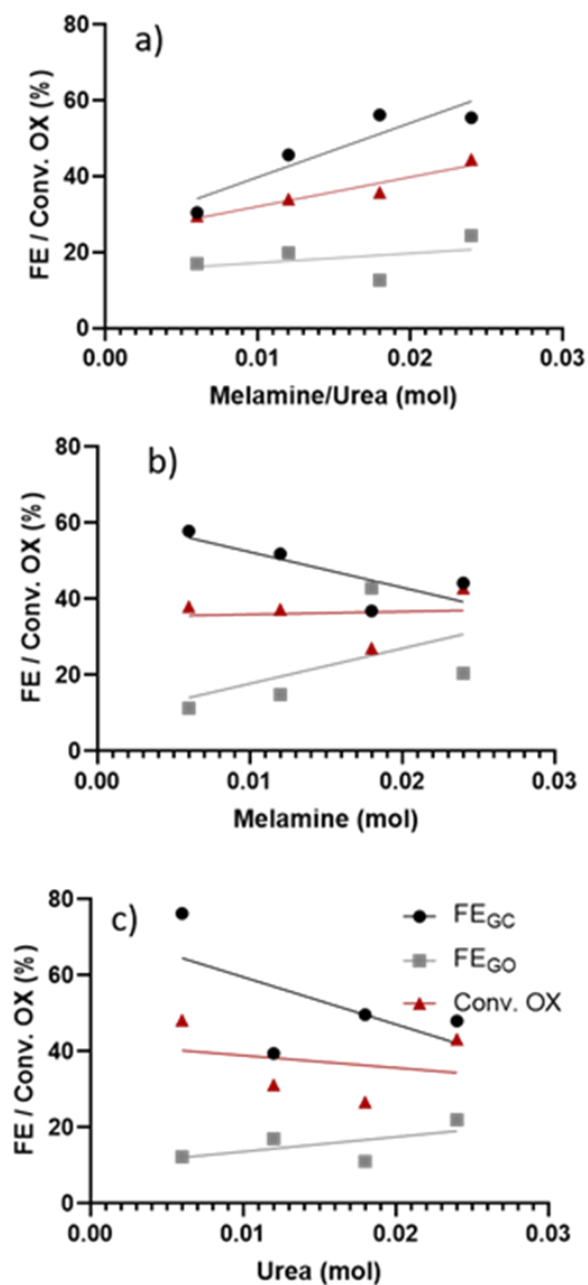 a)
FE / Conv. OX (%)
80
60
40
20
0
0.00 0.01 0.02 0.03
Melamine/Urea (mol)
b)
FE / Conv. OX (%)
80
60
40
20
0
0.00 0.01 0.02 0.03
Melamine (mol)
c)
FE / Conv. OX (%)
80
60
40
20
0
FEGC
FEGO
Conv. OX
0.00 0.01 0.02 0.03
Urea (mol)